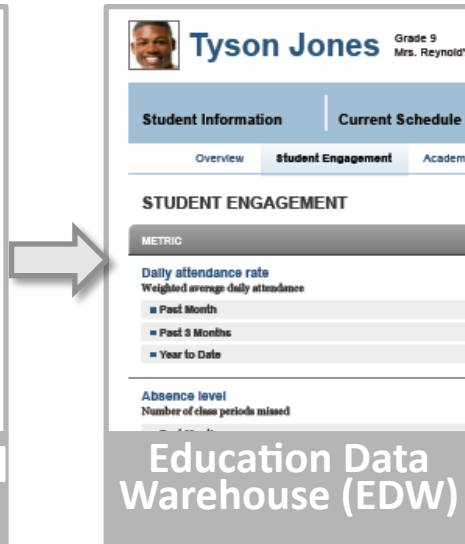 Tyson Jones
Grade 9
Mrs. Reynold'
Student Information
Current Schedule
Overview
Student Engagement
Academ
STUDENT ENGAGEMENT
METRIC
Daily attendance rate
Weighted average daily attendance
Past Month
Past 3 Months
Year to Date
Absence level
Number of class periods missed
Education Data
Warehouse (EDW)